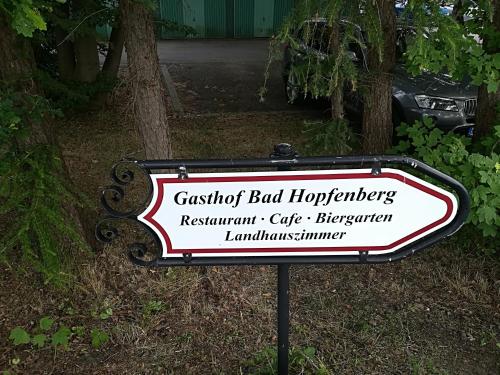 Gasthof Bad Hopfenberg
Restaurant · Cafe · Biergarten
Landhauszimmer